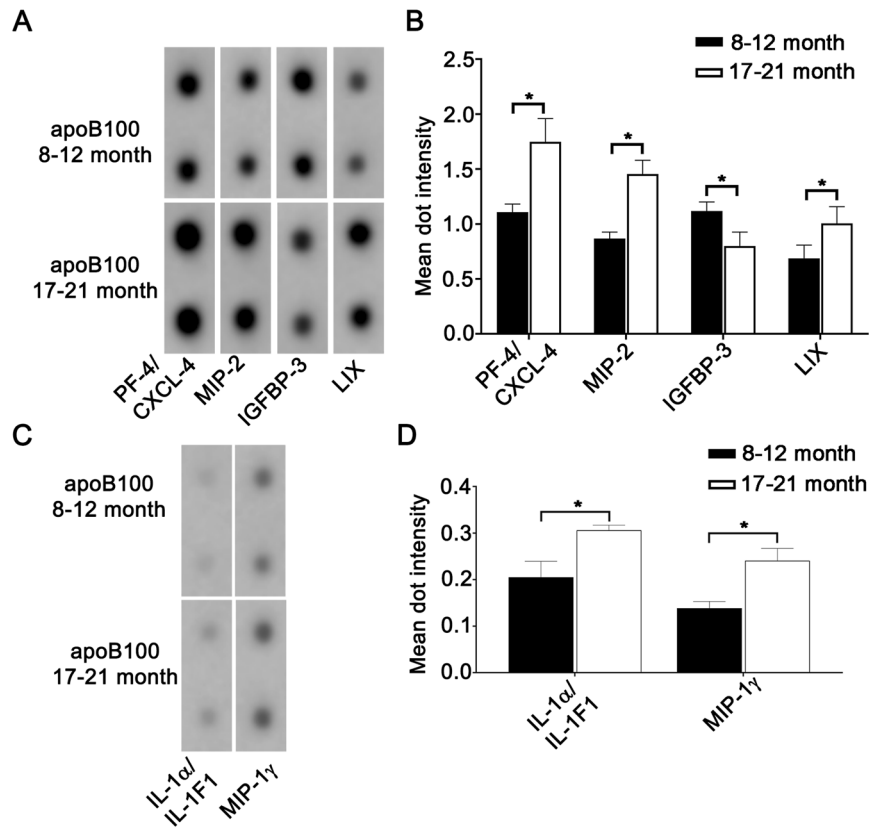 A
apoB100
8-12 month
apoB100
17-21 month
PF-4/
CXCL-4
MIP-2
IGFBP-3
LIX
B
8-12 month
17-21 month
Mean dot intensity
2.5
2.0
1.5
1.0
0.5
0.0
*
*
*
*
PF-4/
CXCL-4
MIP-2
IGFBP-3
LIX
C
apoB100
8-12 month
apoB100
17-21 month
IL-1α/
IL-1F1
MIP-1γ
D
8-12 month
17-21 month
Mean dot intensity
0.4
0.3
0.2
0.1
0.0
*
*
IL-1α/
IL-1F1
MIP-1γ